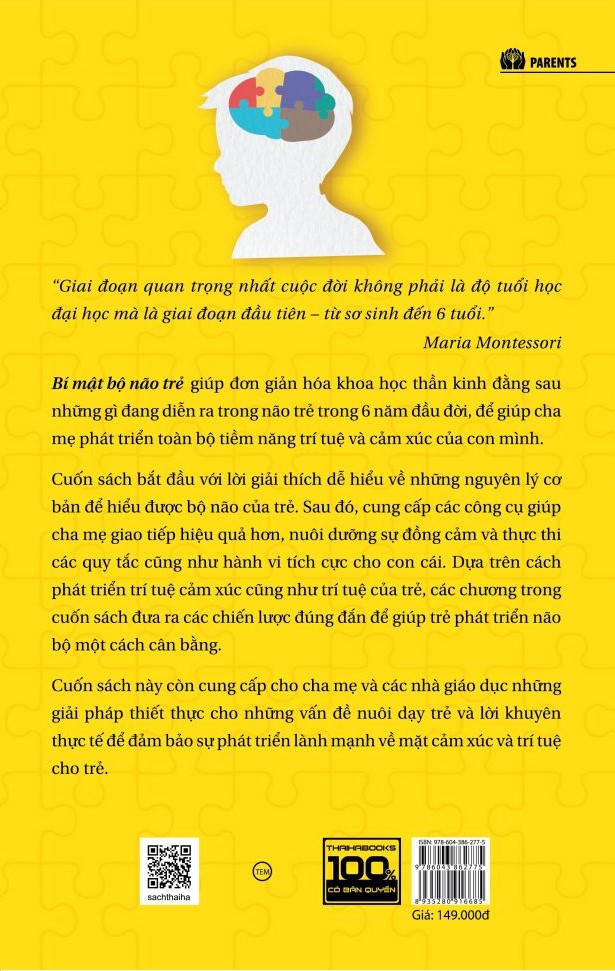 PARENTS
“Giai đoạn quan trọng nhất cuộc đời không phải là độ tuổi học
đại học mà là giai đoạn đầu tiên – từ sơ sinh đến 6 tuổi.”
Maria Montessori
Bí mật bộ não trẻ giúp đơn giản hóa khoa học thần kinh đằng sau
những gì đang diễn ra trong não trẻ trong 6 năm đầu đời, để giúp cha
mẹ phát triển toàn bộ tiềm năng trí tuệ và cảm xúc của con mình.
Cuốn sách bắt đầu với lời giải thích dễ hiểu về những nguyên lý cơ
bản để hiểu được bộ não của trẻ. Sau đó, cung cấp các công cụ giúp
cha mẹ giao tiếp hiệu quả hơn, nuôi dưỡng sự đồng cảm và thực thi
các quy tắc cũng như hành vi tích cực cho con cái. Dựa trên cách
phát triển trí tuệ cảm xúc cũng như trí tuệ của trẻ, các chương trong
cuốn sách đưa ra các chiến lược đúng đắn để giúp trẻ phát triển não
bộ một cách cân bằng.
Cuốn sách này còn cung cấp cho cha mẹ và các nhà giáo dục những
giải pháp thiết thực cho những vấn đề nuôi dạy trẻ và lời khuyên
thực tế để đảm bảo sự phát triển lành mạnh về mặt cảm xúc và trí tuệ
cho trẻ.
sachthaiha
TEM
THAIHABOOKS
100%
CÓ BẢN QUYỀN
ISBN: 978-604-386-277-5
9786043862775
8935280916685
Giá: 149.000đ